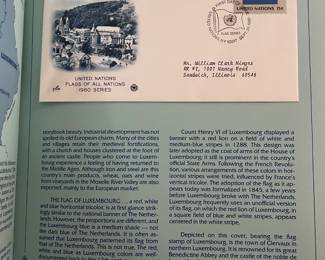 UNITED NATIONS 15c
FLAG SERIES
UNITED NATIONS
FLAGS OF ALL NATIONS
1980 SERIES
Mr. William Clark Minges
RR #1, 1007 Nancy Road
Sandwich, Illinois 60548
storybook beauty. Industrial development has not
spoiled its old European charm. Many of the cities
and villages retain their medieval fortifications,
with a church and houses clustered at the foot of
an ancient castle. People who come to Luxem-
bourg experience a feeling of having returned to
the Middle Ages. Although iron and steel are this
country's main products, wheat, oats and wine
from vineyards in the Moselle River Valley are also
exported, mainly to the European market.
THE FLAG OF LUXEMBOURG . . . A red, white
and blue horizontal tricolor, is at first glance strik-
ingly similar to the national banner of The Nether-
lands. However, the proportions are different, and
the Luxembourg blue is a medium shade — not
the dark blue of The Netherlands. It is often as-
sumed that Luxembourg patterned its flag from
that of The Netherlands. This is not true. The red,
white and blue as Luxembourg colors are well-
Count Henry VI of Luxembourg displayed a
banner with a red lion on a field of white and
medium-blue stripes in 1288. This design was
later adopted as the coat of arms of the House of
Luxembourg. It still is prominent in this country's
official State Arms. Following the French Revolu-
tion, various arrangements of these colors in hori-
zontal stripes were tried, influenced by France's
vertical tricolor. The adoption of the flag as it ap-
pears today was formalized in 1845, a few years
before Luxembourg broke with The Netherlands.
Luxembourg frequently uses an unofficial version
of its flag, on which the red lion of Luxembourg, in
a square field of blue and white stripes, appears
centered in the white stripe.
Depicted on this cover, bearing the flag
stamp of Luxembourg, is the town of Clervaux in
northern Luxembourg. It is renowned for its great
Benedictine Abbey and the castle of the noble de